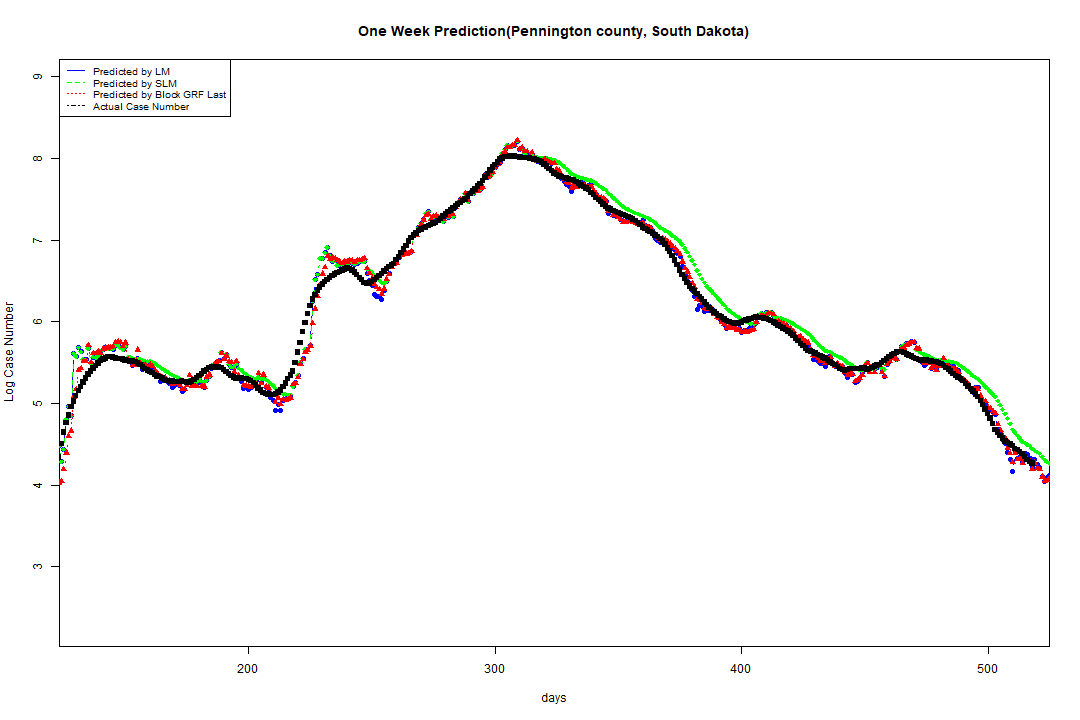 One Week Prediction(Pennington county, South Dakota)
Predicted by LM
Predicted by SLM
Predicted by Block GRF Last
Actual Case Number
9
8
7
6
5
4
3
Log Case Number
200 300 400 500
days